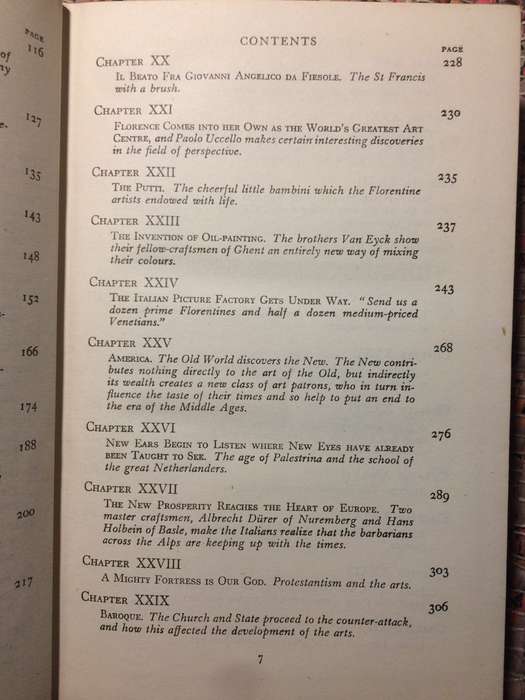 PAGE
of 116
ny
127
e.
135
143
148
152
166
174
188
200
217
CONTENTS
PAGE
CHAPTER XX 228
IL BEATO FRA GIOVANNI ANGELICO DA FIESOLE. The St Francis
with a brush.
CHAPTER XXI 230
FLORENCE COMES INTO HER OWN AS THE WORLD'S GREATEST ART
CENTRE, and Paolo Uccello makes certain interesting discoveries
in the field of perspective.
CHAPTER XXII 235
THE PUTTI. The cheerful little bambini which the Florentine
artists endowed with life.
CHAPTER XXIII 237
THE INVENTION OF OIL-PAINTING. The brothers Van Eyck show
their fellow-craftsmen of Ghent an entirely new way of mixing
their colours.
CHAPTER XXIV 243
THE ITALIAN PICTURE FACTORY GETS UNDER WAY. "Send us a
dozen prime Florentines and half a dozen medium-priced
Venetians."
CHAPTER XXV 268
AMERICA. The Old World discovers the New. The New contri-
butes nothing directly to the art of the Old, but indirectly
its wealth creates a new class of art patrons, who in turn in-
fluence the taste of their times and so help to put an end to
the era of the Middle Ages.
CHAPTER XXVI 276
NEW EARS BEGIN TO LISTEN WHERE NEW EYES HAVE ALREADY
BEEN TAUGHT TO SEE. The age of Palestrina and the school of
the great Netherlanders.
CHAPTER XXVII 289
THE NEW PROSPERITY REACHES THE HEART OF EUROPE. Two
master craftsmen, Albrecht Dürer of Nuremberg and Hans
Holbein of Basle, make the Italians realize that the barbarians
across the Alps are keeping up with the times.
CHAPTER XXVIII 303
A MIGHTY FORTRESS IS OUR GOD. Protestantism and the arts.
CHAPTER XXIX 306
BAROQUE. The Church and State proceed to the counter-attack,
and how this affected the development of the arts.
7